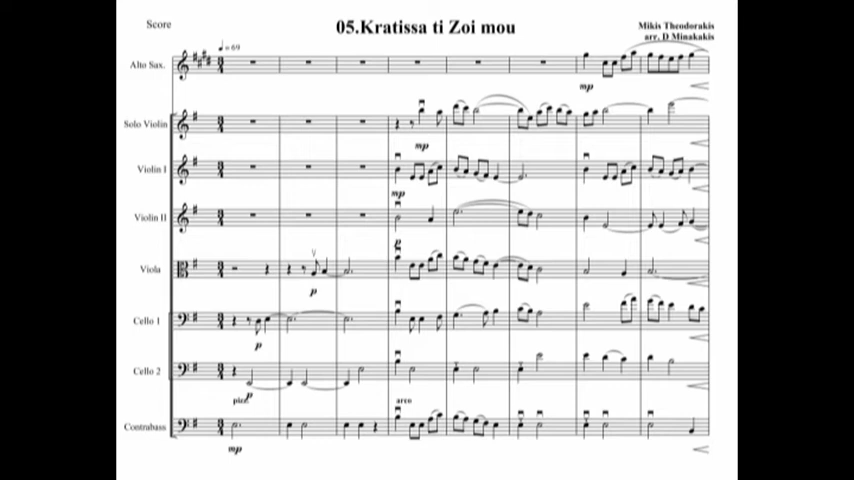 Score
05.Kratissa ti Zoi mou
Mikis Theodorakis
arr. D Minakakis
♩ = 69
Alto Sax.
mp
Solo Violin
mp
Violin I
mp
Violin II
p
Viola
p
Cello 1
p
Cello 2
p
pizz
arco
Contrabass
mp